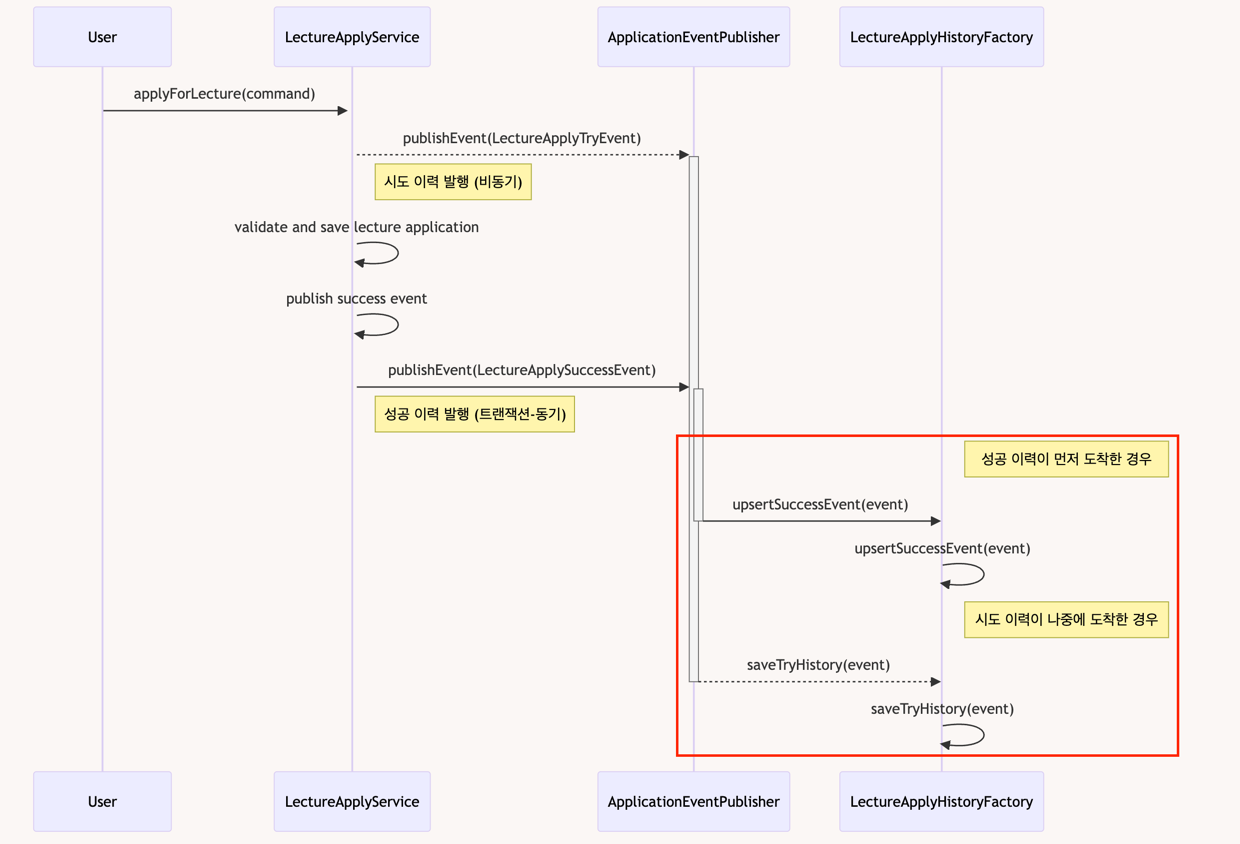 User
LectureApplyService
ApplicationEventPublisher
LectureApplyHistoryFactory
applyForLecture(command)
publishEvent(LectureApplyTryEvent)
시도 이력 발행 (비동기)
validate and save lecture application
publish success event
publishEvent(LectureApplySuccessEvent)
성공 이력 발행 (트랜잭션-동기)
성공 이력이 먼저 도착한 경우
upsertSuccessEvent(event)
upsertSuccessEvent(event)
시도 이력이 나중에 도착한 경우
saveTryHistory(event)
saveTryHistory(event)
User
LectureApplyService
ApplicationEventPublisher
LectureApplyHistoryFactory